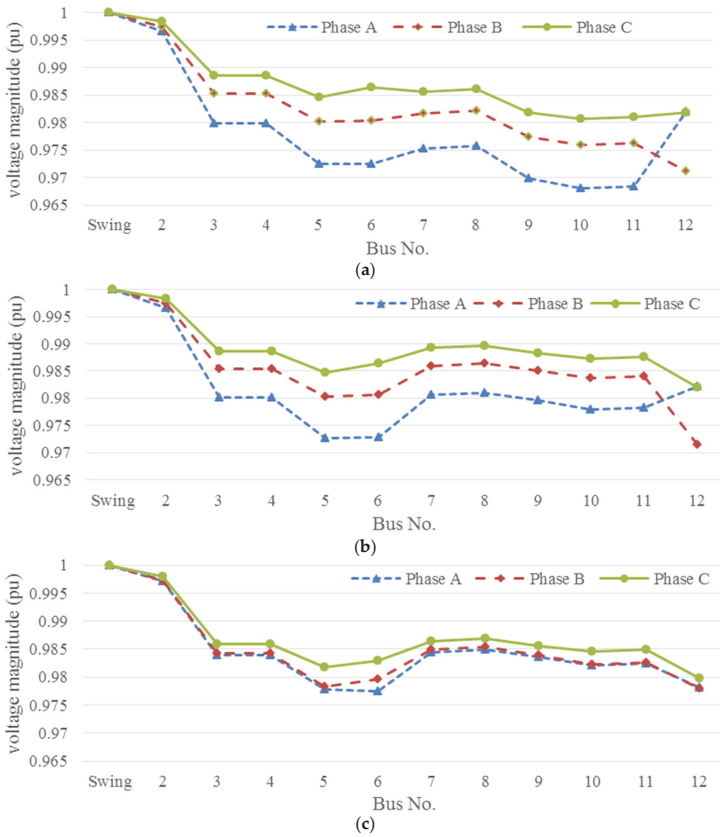 voltage magnitude (pu)
1
0.995
0.99
0.985
0.98
0.975
0.97
0.965
Phase A
Phase B
Phase C
Swing 2 3 4 5 6 7 8 9 10 11 12
Bus No.
(a)
voltage magnitude (pu)
1
0.995
0.99
0.985
0.98
0.975
0.97
0.965
Phase A
Phase B
Phase C
Swing 2 3 4 5 6 7 8 9 10 11 12
Bus No.
(b)
voltage magnitude (pu)
1
0.995
0.99
0.985
0.98
0.975
0.97
0.965
Phase A
Phase B
Phase C
Swing 2 3 4 5 6 7 8 9 10 11 12
Bus No.
(c)